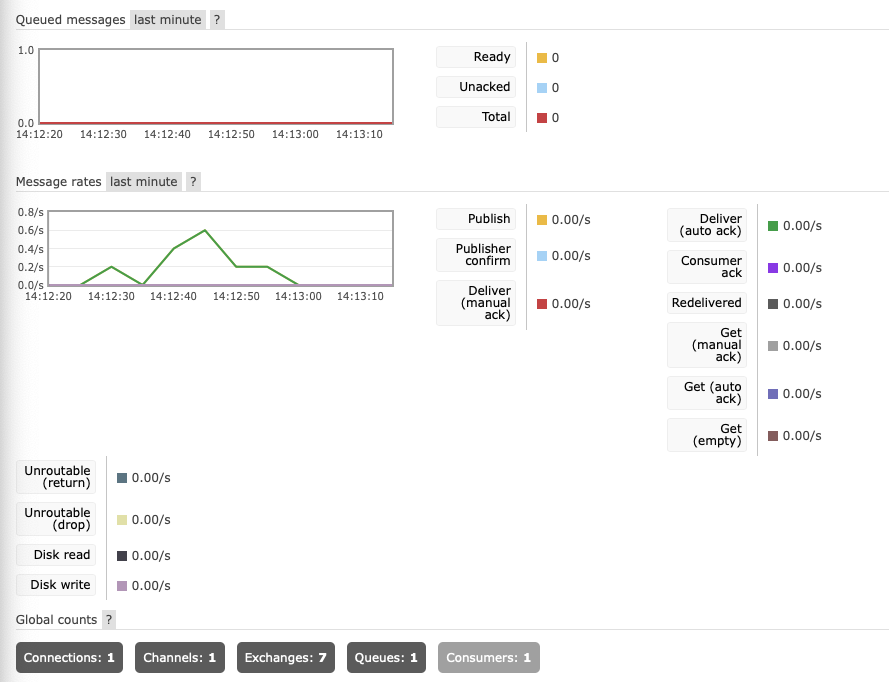 Queued messages last minute ?
1.0
0.0
14:12:20 14:12:30 14:12:40 14:12:50 14:13:00 14:13:10
Ready 0
Unacked 0
Total 0
Message rates last minute ?
0.8/s
0.6/s
0.4/s
0.2/s
0.0/s
14:12:20 14:12:30 14:12:40 14:12:50 14:13:00 14:13:10
Publish 0.00/s
Publisher
confirm 0.00/s
Deliver
(manual
ack) 0.00/s
Deliver
(auto ack) 0.00/s
Consumer
ack 0.00/s
Redelivered 0.00/s
Get
(manual
ack) 0.00/s
Get (auto
ack) 0.00/s
Get
(empty) 0.00/s
Unroutable
(return) 0.00/s
Unroutable
(drop) 0.00/s
Disk read 0.00/s
Disk write 0.00/s
Global counts ?
Connections: 1 Channels: 1 Exchanges: 7 Queues: 1 Consumers: 1